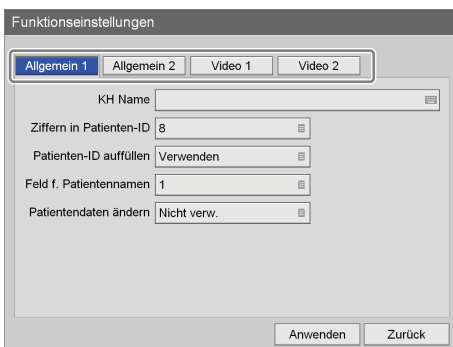 Funktionseinstellungen
Allgemein 1 Allgemein 2 Video 1 Video 2
KH Name
Ziffern in Patienten-ID 8
Patienten-ID auffüllen Verwenden
Feld f. Patientennamen 1
Patientendaten ändern Nicht verw.
Anwenden Zurück